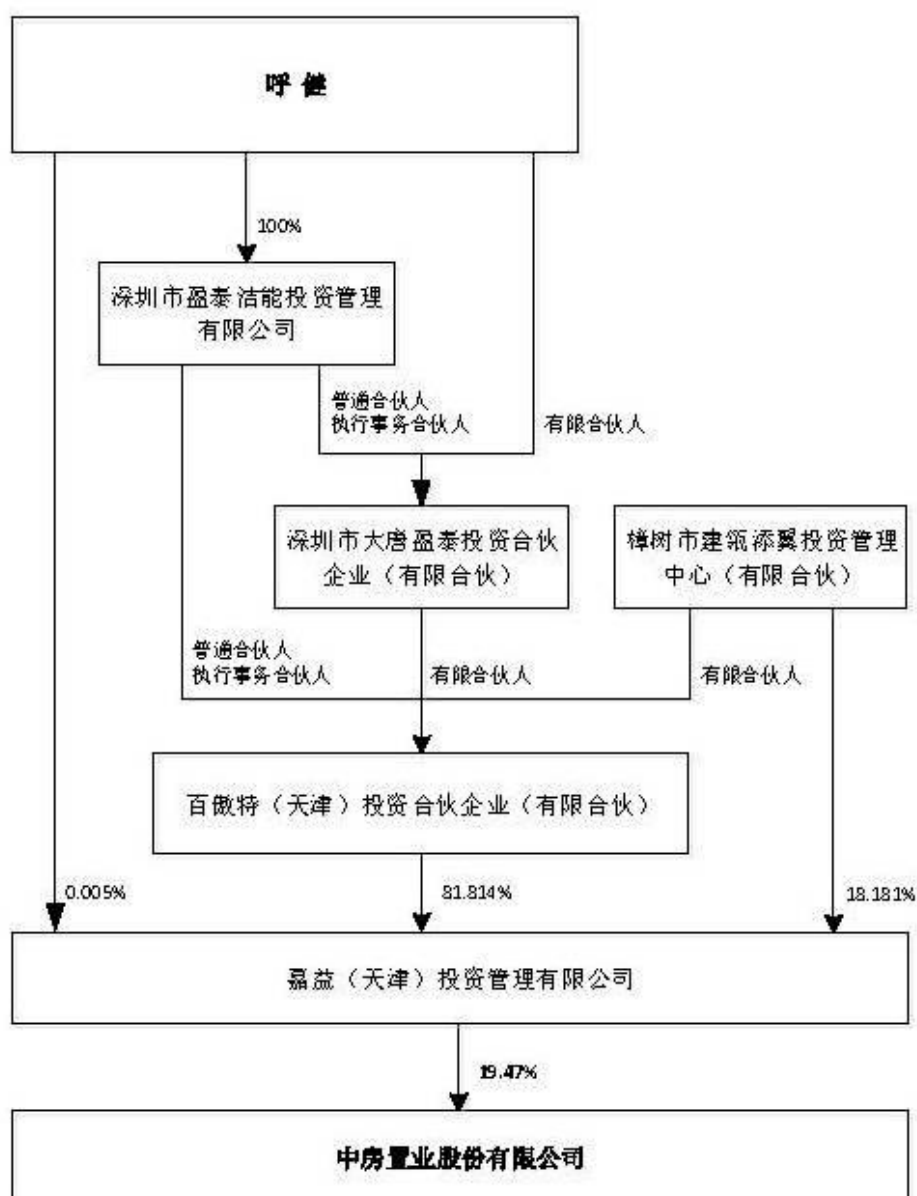 呼健
100%
深圳市盈泰洁能投资管理
有限公司
普通合伙人
执行事务合伙人
有限合伙人
深圳市大唐盈泰投资合伙
企业（有限合伙）
樟树市建筑添翼投资管理
中心（有限合伙）
普通合伙人
执行事务合伙人
有限合伙人
有限合伙人
百傲特（天津）投资合伙企业（有限合伙）
0.005%
81.814%
18.181%
嘉益（天津）投资管理有限公司
19.47%
中房置业股份有限公司